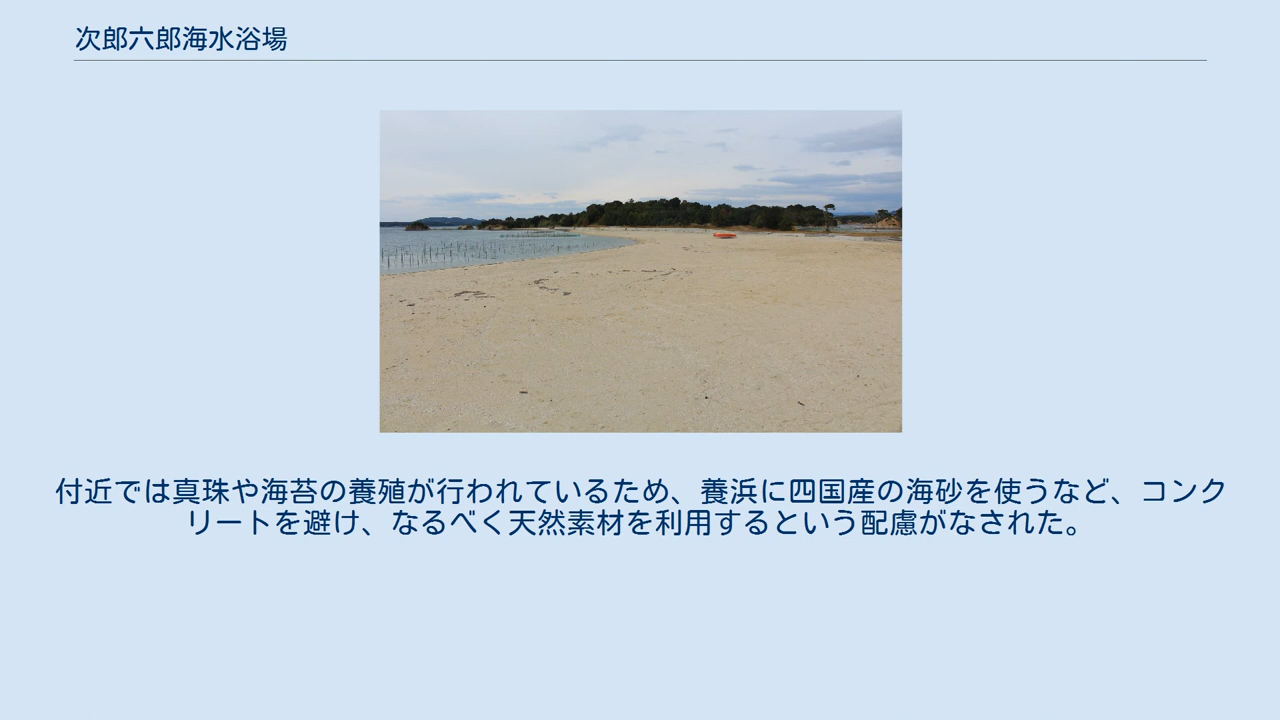 次郎六郎海水浴場
付近では真珠や海苔の養殖が行われているため、養浜に四国産の海砂を使うなど、コンク
リートを避け、なるべく天然素材を利用するという配慮がなされた。